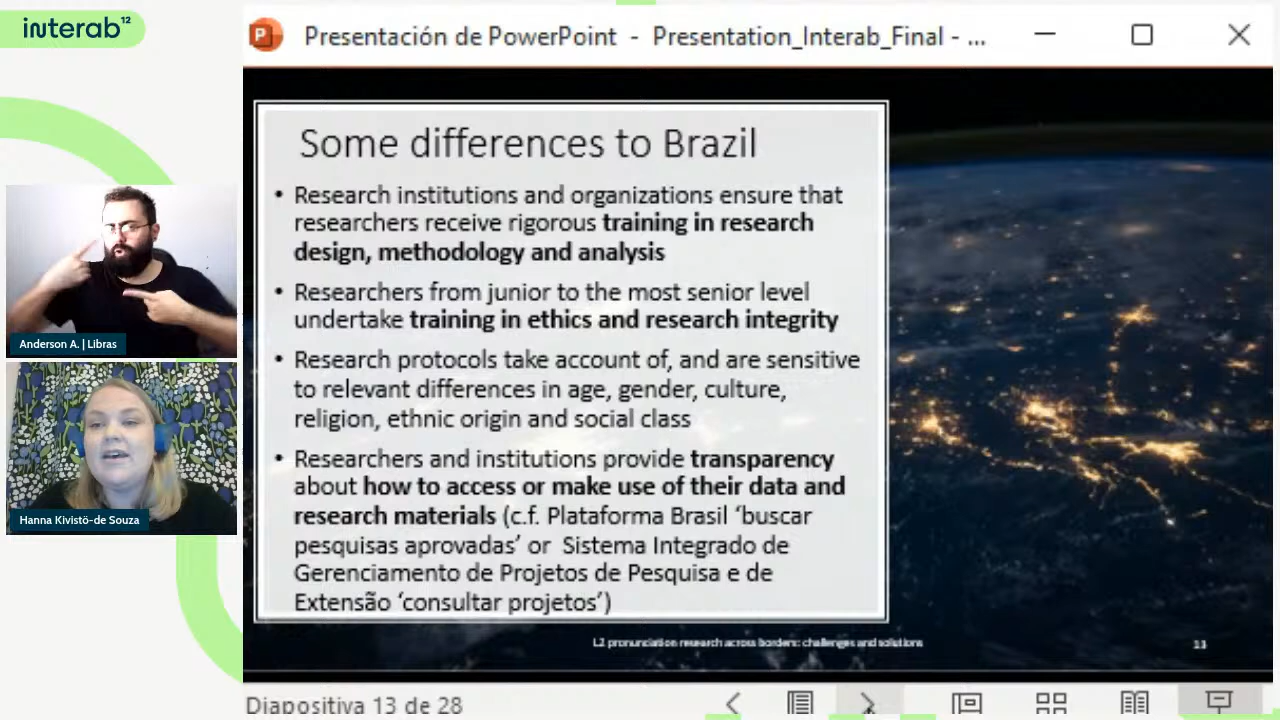 interab¹²
Presentación de PowerPoint - Presentation_Interab_Final - ...
Some differences to Brazil
• Research institutions and organizations ensure that
researchers receive rigorous training in research
design, methodology and analysis
• Researchers from junior to the most senior level
undertake training in ethics and research integrity
• Research protocols take account of, and are sensitive
to relevant differences in age, gender, culture,
religion, ethnic origin and social class
• Researchers and institutions provide transparency
about how to access or make use of their data and
research materials (c.f. Plataforma Brasil ‘buscar
pesquisas aprovadas’ or Sistema Integrado de
Gerenciamento de Projetos de Pesquisa e de
Extensão ‘consultar projetos’)
L2 pronunciation research across borders: challenges and solutions
13
Anderson A. | Libras
Hanna Kivistö-de Souza
Diapositiva 13 de 28